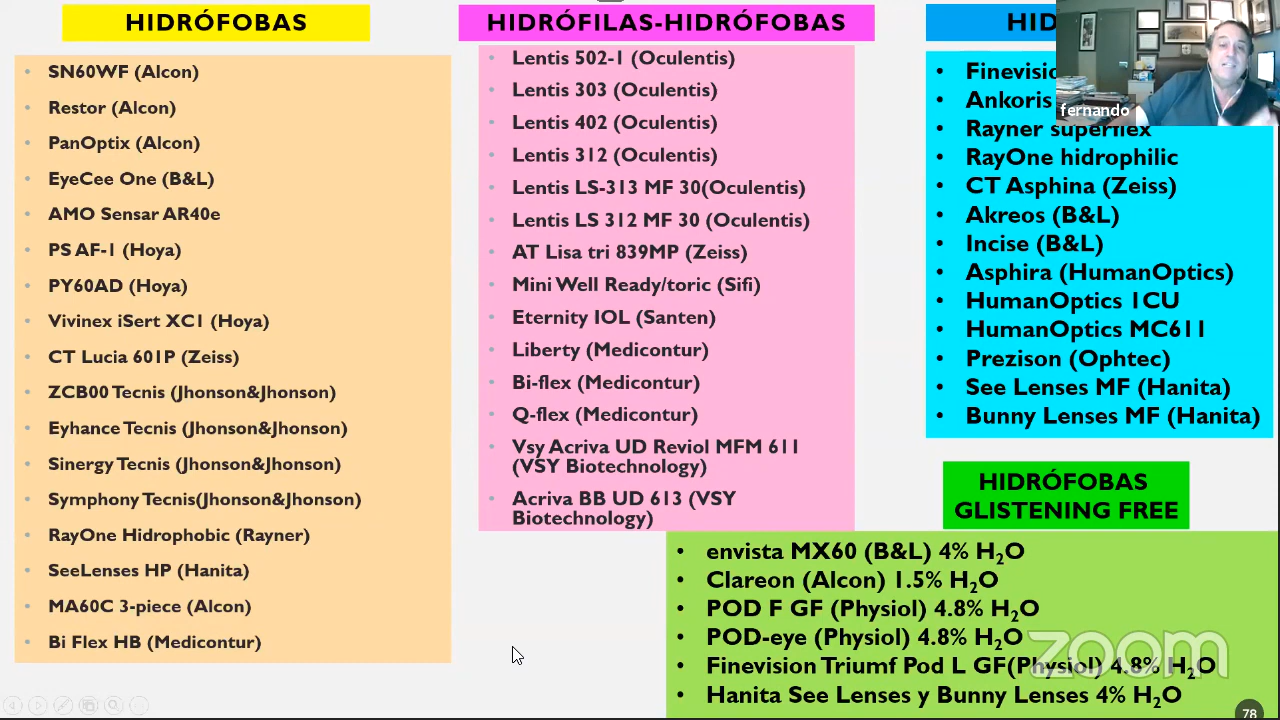 HIDRÓFOBAS
SN60WF (Alcon)
Restor (Alcon)
PanOptix (Alcon)
EyeCee One (B&L)
AMO Sensar AR40e
PS AF-1 (Hoya)
PY60AD (Hoya)
Vivinex iSert XC1 (Hoya)
CT Lucia 601P (Zeiss)
ZCB00 Tecnis (Jhonson&Jhonson)
Eyhance Tecnis (Jhonson&Jhonson)
Sinergy Tecnis (Jhonson&Jhonson)
Symphony Tecnis(Jhonson&Jhonson)
RayOne Hidrophobic (Rayner)
SeeLenses HP (Hanita)
MA60C 3-piece (Alcon)
Bi Flex HB (Medicontur)
HIDRÓFILAS-HIDRÓFOBAS
Lentis 502-1 (Oculentis)
Lentis 303 (Oculentis)
Lentis 402 (Oculentis)
Lentis 312 (Oculentis)
Lentis LS-313 MF 30(Oculentis)
Lentis LS 312 MF 30 (Oculentis)
AT Lisa tri 839MP (Zeiss)
Mini Well Ready/toric (Sifi)
Eternity IOL (Santen)
Liberty (Medicontur)
Bi-flex (Medicontur)
Q-flex (Medicontur)
Vsy Acriva UD Reviol MFM 611
(VSY Biotechnology)
Acriva BB UD 613 (VSY
Biotechnology)
fernando
Ankoris
Rayner superflex
RayOne hidrophilic
CT Asphina (Zeiss)
Akreos (B&L)
Incise (B&L)
Asphira (HumanOptics)
HumanOptics 1CU
HumanOptics MC611
Prezison (Ophtec)
See Lenses MF (Hanita)
Bunny Lenses MF (Hanita)
HIDRÓFOBAS
GLISTENING FREE
envista MX60 (B&L) 4% H₂O
Clareon (Alcon) 1.5% H₂O
POD F GF (Physiol) 4.8% H₂O
POD-eye (Physiol) 4.8% H₂O
Finevision Triumf Pod L GF(Physiol) 4.8% H₂O
Hanita See Lenses y Bunny Lenses 4% H₂O
zoom
78